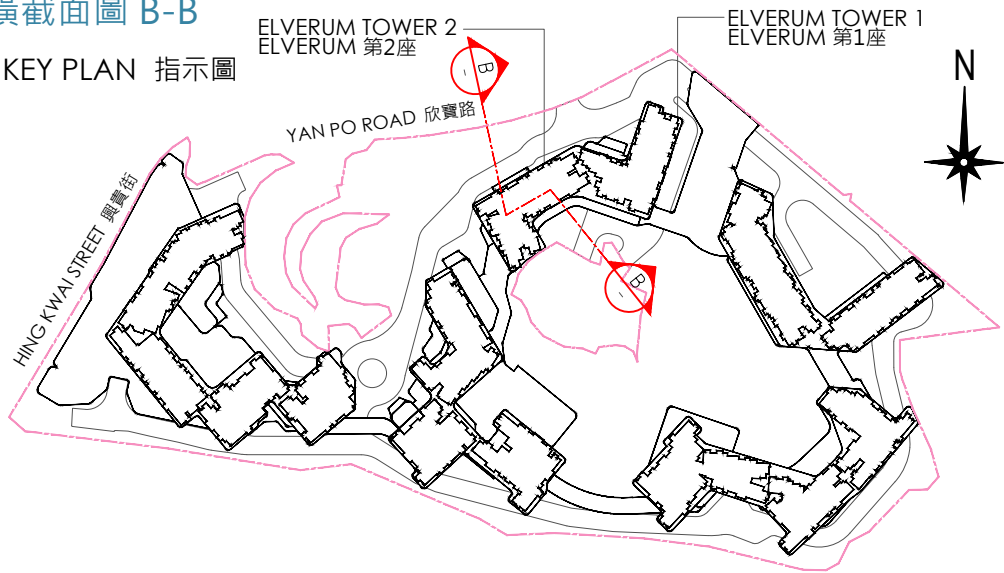 橫截面圖 B-B
KEY PLAN 指示圖
ELVERUM TOWER 2
ELVERUM 第2座
ELVERUM TOWER 1
ELVERUM 第1座
N
B
YAN PO ROAD 欣寶路
HING KWAI STREET 興貴街
B